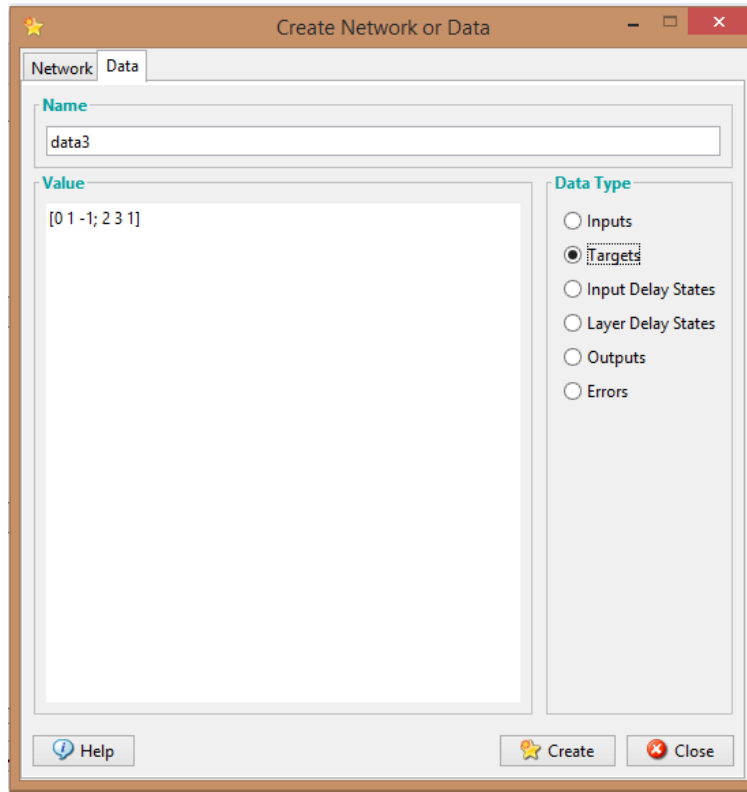 Create Network or Data
Network Data
Name
data3
Value
[0 1 -1; 2 3 1]
Data Type
Inputs
Targets
Input Delay States
Layer Delay States
Outputs
Errors
Help
Create
Close